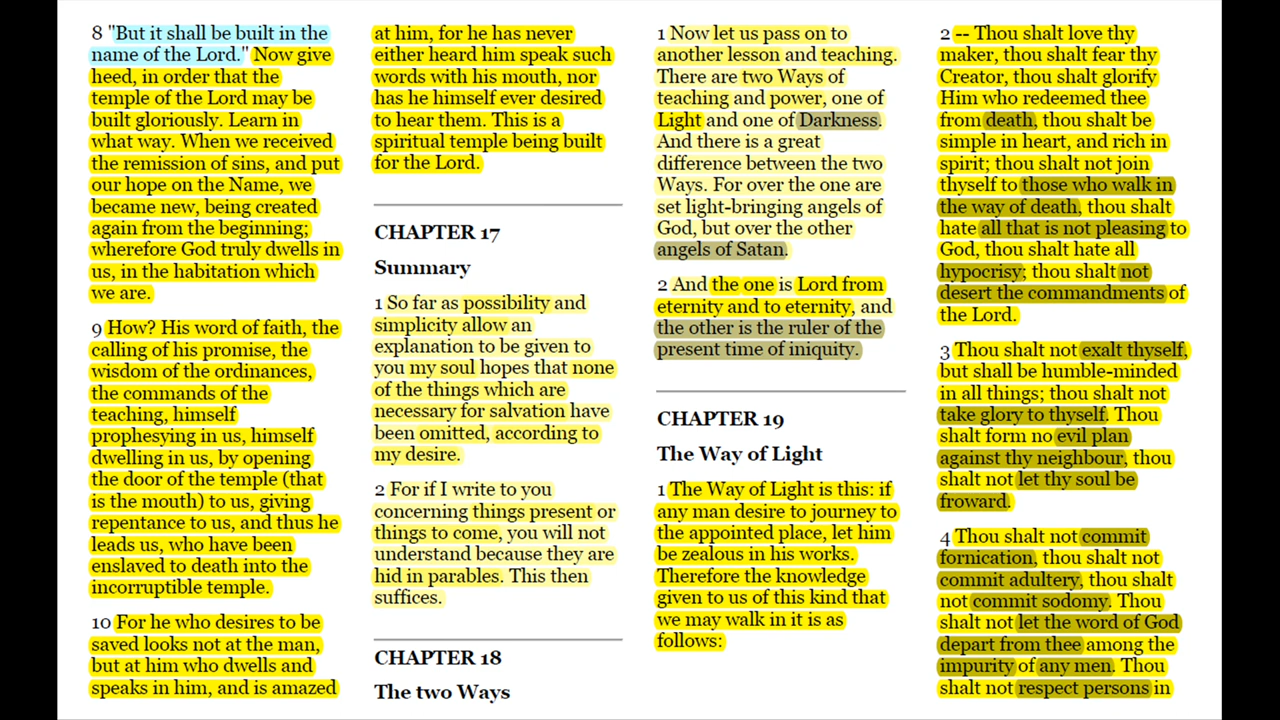 8 "But it shall be built in the
name of the Lord." Now give
heed, in order that the
temple of the Lord may be
built gloriously. Learn in
what way. When we received
the remission of sins, and put
our hope on the Name, we
became new, being created
again from the beginning;
wherefore God truly dwells in
us, in the habitation which
we are.
9 How? His word of faith, the
calling of his promise, the
wisdom of the ordinances,
the commands of the
teaching, himself
prophesying in us, himself
dwelling in us, by opening
the door of the temple (that
is the mouth) to us, giving
repentance to us, and thus he
leads us, who have been
enslaved to death into the
incorruptible temple.
10 For he who desires to be
saved looks not at the man,
but at him who dwells and
speaks in him, and is amazed
at him, for he has never
either heard him speak such
words with his mouth, nor
has he himself ever desired
to hear them. This is a
spiritual temple being built
for the Lord.
CHAPTER 17
Summary
1 So far as possibility and
simplicity allow an
explanation to be given to
you my soul hopes that none
of the things which are
necessary for salvation have
been omitted, according to
my desire.
2 For if I write to you
concerning things present or
things to come, you will not
understand because they are
hid in parables. This then
suffices.
CHAPTER 18
The two Ways
1 Now let us pass on to
another lesson and teaching.
There are two Ways of
teaching and power, one of
Light and one of Darkness.
And there is a great
difference between the two
Ways. For over the one are
set light-bringing angels of
God, but over the other
angels of Satan.
2 And the one is Lord from
eternity and to eternity, and
the other is the ruler of the
present time of iniquity.
CHAPTER 19
The Way of Light
1 The Way of Light is this: if
any man desire to journey to
the appointed place, let him
be zealous in his works.
Therefore the knowledge
given to us of this kind that
we may walk in it is as
follows:
2 -- Thou shalt love thy
maker, thou shalt fear thy
Creator, thou shalt glorify
Him who redeemed thee
from death, thou shalt be
simple in heart, and rich in
spirit; thou shalt not join
thyself to those who walk in
the way of death, thou shalt
hate all that is not pleasing to
God, thou shalt hate all
hypocrisy; thou shalt not
desert the commandments of
the Lord.
3 Thou shalt not exalt thyself,
but shall be humble-minded
in all things; thou shalt not
take glory to thyself. Thou
shalt form no evil plan
against thy neighbour, thou
shalt not let thy soul be
froward.
4 Thou shalt not commit
fornication, thou shalt not
commit adultery, thou shalt
not commit sodomy. Thou
shalt not let the word of God
depart from thee among the
impurity of any men. Thou
shalt not respect persons in